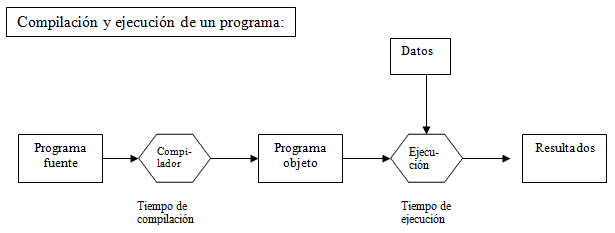 Compilación y ejecución de un programa:
Datos
Programa
fuente
Compi-
lador
Programa
objeto
Ejecu-
ción
Resultados
Tiempo de
compilación
Tiempo de
ejecución